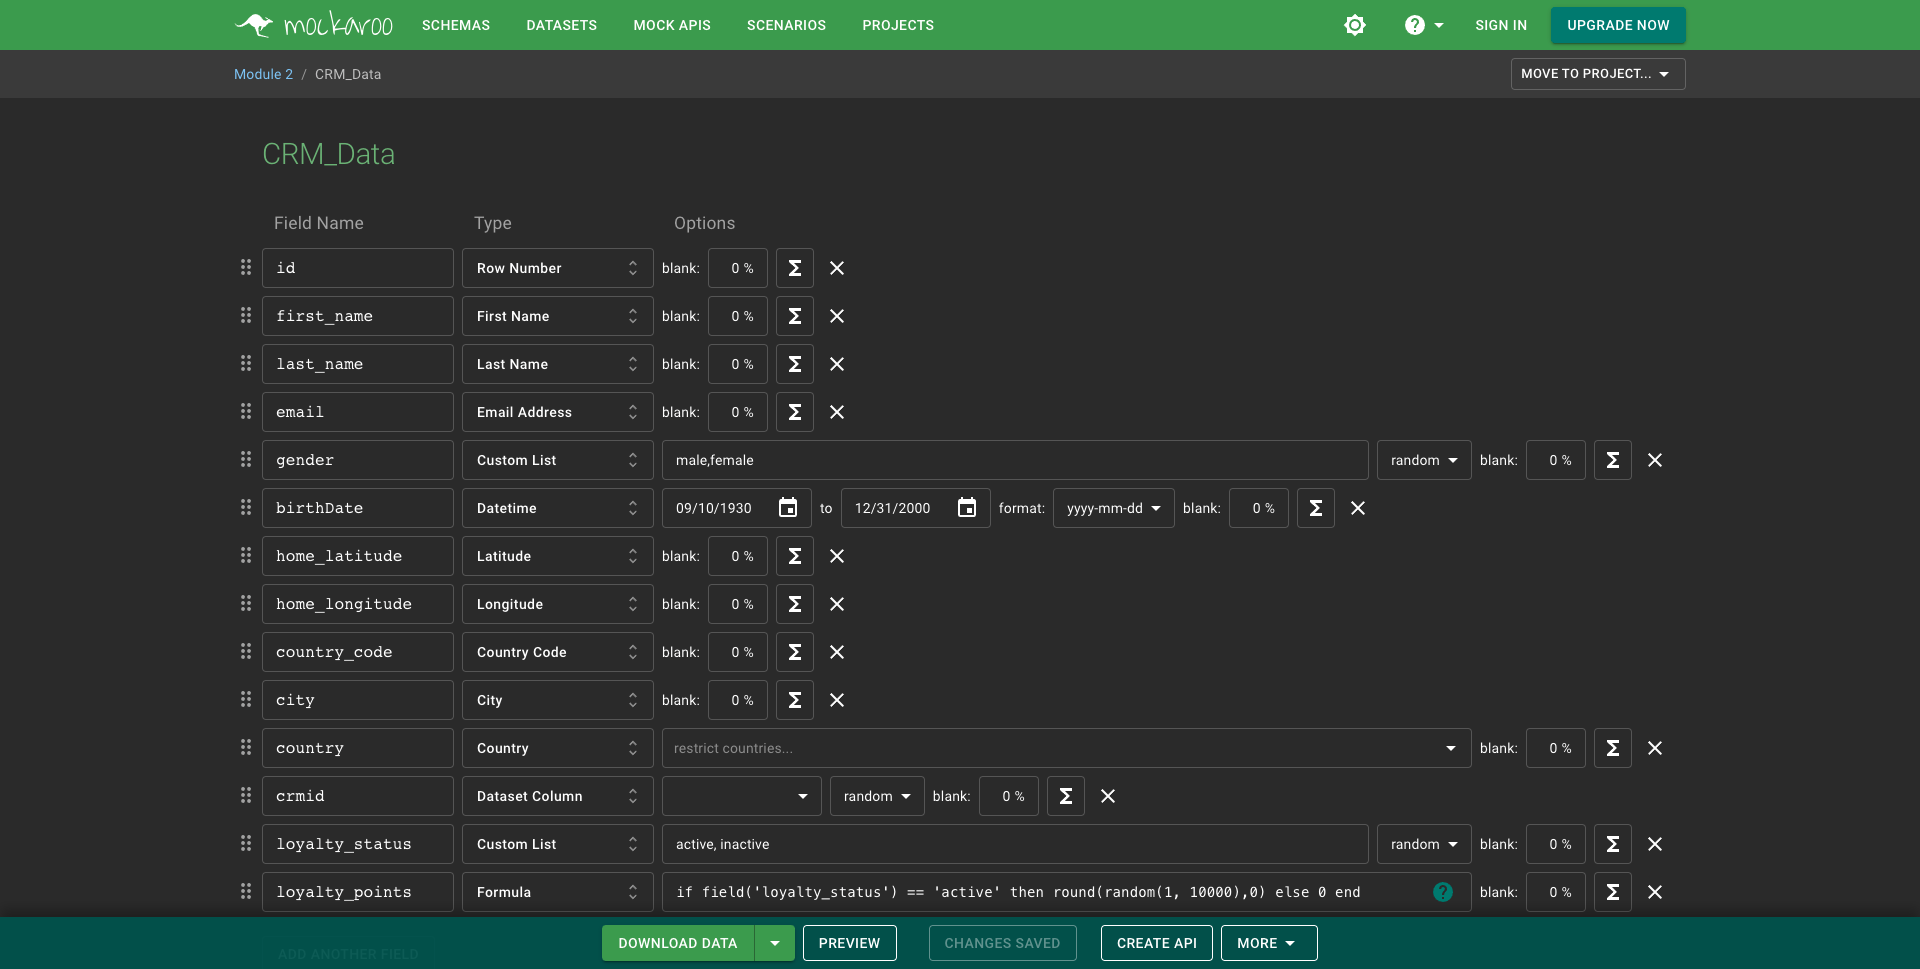 mockaroo SCHEMAS DATASETS MOCK APIS SCENARIOS PROJECTS ? SIGN IN UPGRADE NOW
Module 2 / CRM_Data MOVE TO PROJECT...
CRM_Data
Field Name Type Options
id Row Number blank: 0 % Σ
first_name First Name blank: 0 % Σ
last_name Last Name blank: 0 % Σ
email Email Address blank: 0 % Σ
gender Custom List male,female random blank: 0 % Σ
birthDate Datetime 09/10/1930 to 12/31/2000 format: yyyy-mm-dd blank: 0 % Σ
home_latitude Latitude blank: 0 % Σ
home_longitude Longitude blank: 0 % Σ
country_code Country Code blank: 0 % Σ
city City blank: 0 % Σ
country Country restrict countries... blank: 0 % Σ
crmid Dataset Column random blank: 0 % Σ
loyalty_status Custom List active, inactive random blank: 0 % Σ
loyalty_points Formula if field('loyalty_status') == 'active' then round(random(1, 10000),0) else 0 end ? blank: 0 % Σ
ADD ANOTHER FIELD DOWNLOAD DATA PREVIEW CHANGES SAVED CREATE API MORE